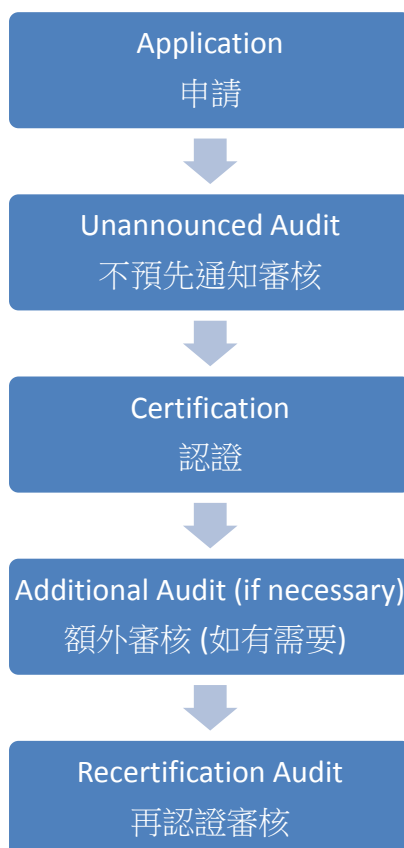 Application
申請
Unannounced Audit
不預先通知審核
Certification
認證
Additional Audit (if necessary)
額外審核 (如有需要)
Recertification Audit
再認證審核